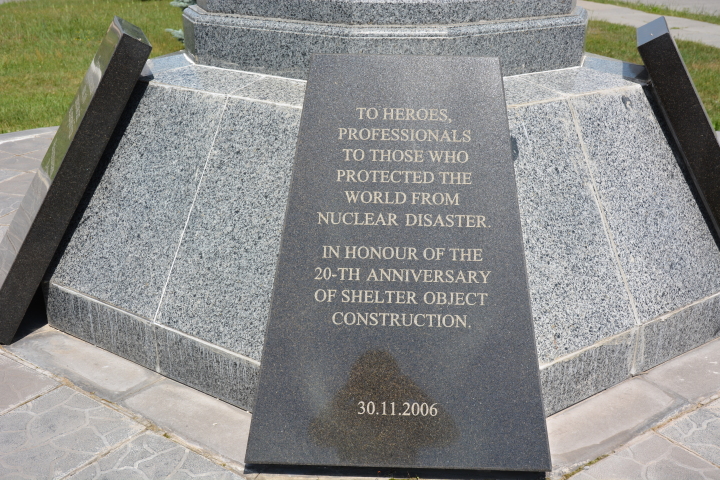 TO HEROES,
PROFESSIONALS
TO THOSE WHO
PROTECTED THE
WORLD FROM
NUCLEAR DISASTER.
IN HONOUR OF THE
20-TH ANNIVERSARY
OF SHELTER OBJECT
CONSTRUCTION.
30.11.2006